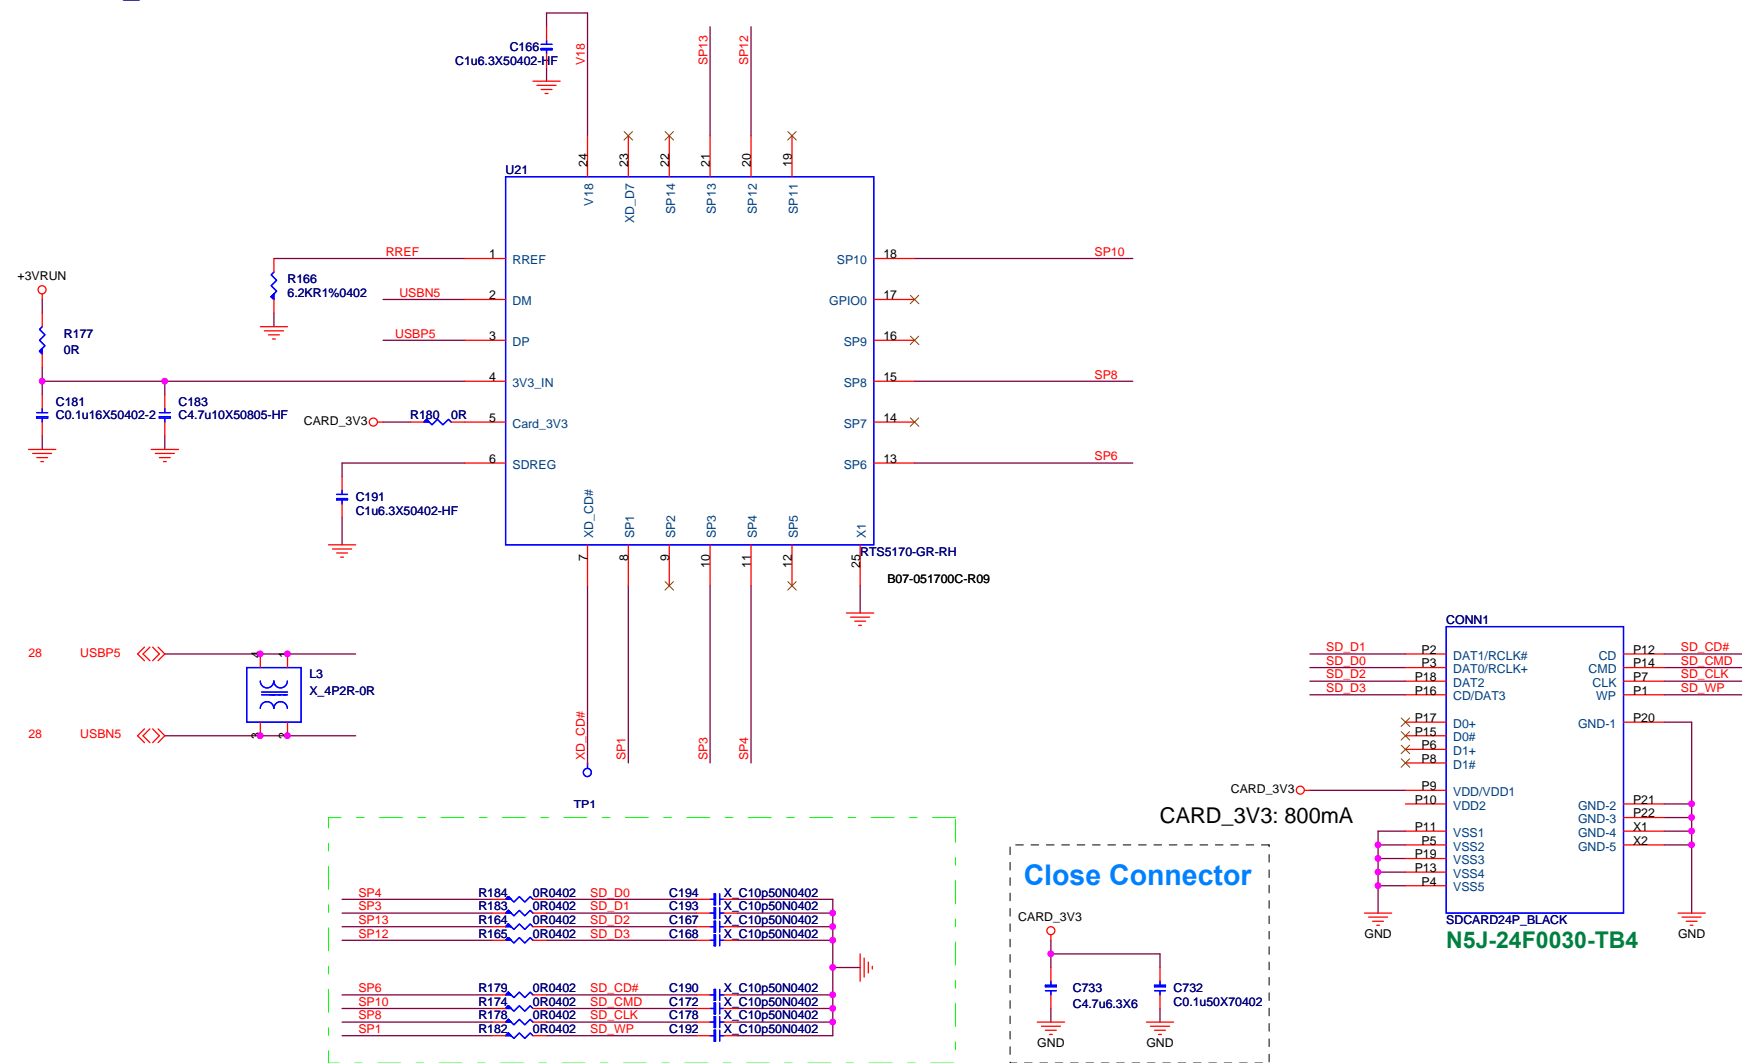 C166
C1u6.3X50402-HF
V18
SP13
SP12
24
23
22
21
20
19
U21
V18
XD_D7
SP14
SP13
SP12
SP11
RREF
1
RREF
SP10
18
SP10
+3VRUN
R166
6.2KR1%0402
USBN5
2
DM
GPIO0
17
R177
0R
USBP5
3
DP
SP9
16
4
3V3_IN
SP8
15
SP8
C181
C0.1u16X50402-2
C183
C4.7u10X50805-HF
CARD_3V3
R180
0R
5
Card_3V3
SP7
14
6
SDREG
SP6
13
SP6
C191
C1u6.3X50402-HF
XD_CD#
SP1
SP2
SP3
SP4
SP5
X1
7
8
9
10
11
12
25
RTS5170-GR-RH
B07-051700C-R09
28
USBP5
4
1
L3
X_4P2R-0R
28
USBN5
3
2
XD_CD#
SP1
SP3
SP4
TP1
SP4 R184 0R0402 SD_D0 C194 X_C10p50N0402
SP3 R183 0R0402 SD_D1 C193 X_C10p50N0402
SP13 R164 0R0402 SD_D2 C167 X_C10p50N0402
SP12 R165 0R0402 SD_D3 C168 X_C10p50N0402
SP6 R179 0R0402 SD_CD# C190 X_C10p50N0402
SP10 R174 0R0402 SD_CMD C172 X_C10p50N0402
SP8 R178 0R0402 SD_CLK C178 X_C10p50N0402
SP1 R182 0R0402 SD_WP C192 X_C10p50N0402
CONN1
SD_D1 P2 DAT1/RCLK# CD P12 SD_CD#
SD_D0 P3 DAT0/RCLK+ CMD P14 SD_CMD
SD_D2 P18 DAT2 CLK P7 SD_CLK
SD_D3 P16 CD/DAT3 WP P1 SD_WP
P17 D0+ GND-1 P20
P15 D0#
P6 D1+
P8 D1#
CARD_3V3 P9 VDD/VDD1
P10 VDD2 GND-2 P21
GND-3 P22
CARD_3V3: 800mA
P11 VSS1 GND-4 X1
P5 VSS2 GND-5 X2
P19 VSS3
P13 VSS4
P4 VSS5
SDCARD24P_BLACK
N5J-24F0030-TB4
GND
GND
Close Connector
CARD_3V3
C733
C4.7u6.3X6
C732
C0.1u50X70402
GND
GND